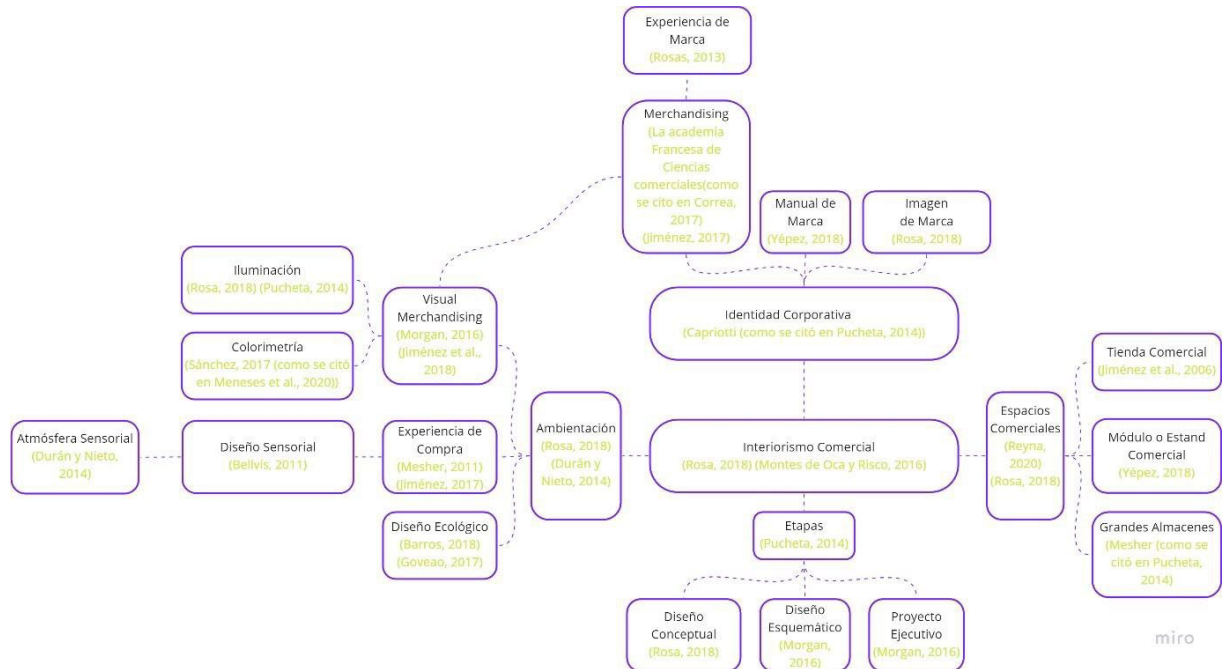 Experiencia de
Marca
(Rosas, 2013)
Merchandising
(La academía
Francesa de
Ciencias
comerciales(como
se cito en Correa,
2017)
(Jiménez, 2017)
Manual de
Marca
(Yépez, 2018)
Imagen
de Marca
(Rosa, 2018)
Iluminación
(Rosa, 2018) (Pucheta, 2014)
Visual
Merchandising
(Morgan, 2016)
(Jiménez et al.,
2018)
Identidad Corporativa
(Capriotti (como se citó en Pucheta, 2014))
Colorimetría
(Sánchez, 2017 (como se citó
en Meneses et al., 2020))
Tienda Comercial
(Jiménez et al., 2006)
Atmósfera Sensorial
(Durán y Nieto,
2014)
Diseño Sensorial
(Bellvís, 2011)
Experiencia de
Compra
(Mesher, 2011)
(Jiménez, 2017)
Ambientación
(Rosa, 2018)
(Durán y
Nieto, 2014)
Interiorismo Comercial
(Rosa, 2018) (Montes de Oca y Risco, 2016)
Espacios
Comerciales
(Reyna,
2020)
(Rosa, 2018)
Módulo o Estand
Comercial
(Yépez, 2018)
Diseño Ecológico
(Barros, 2018)
(Goveao, 2017)
Etapas
(Pucheta, 2014)
Grandes Almacenes
(Mesher (como se
citó en Pucheta,
2014)
Diseño
Conceptual
(Rosa, 2018)
Diseño
Esquemático
(Morgan,
2016)
Proyecto
Ejecutivo
(Morgan, 2016)
miro